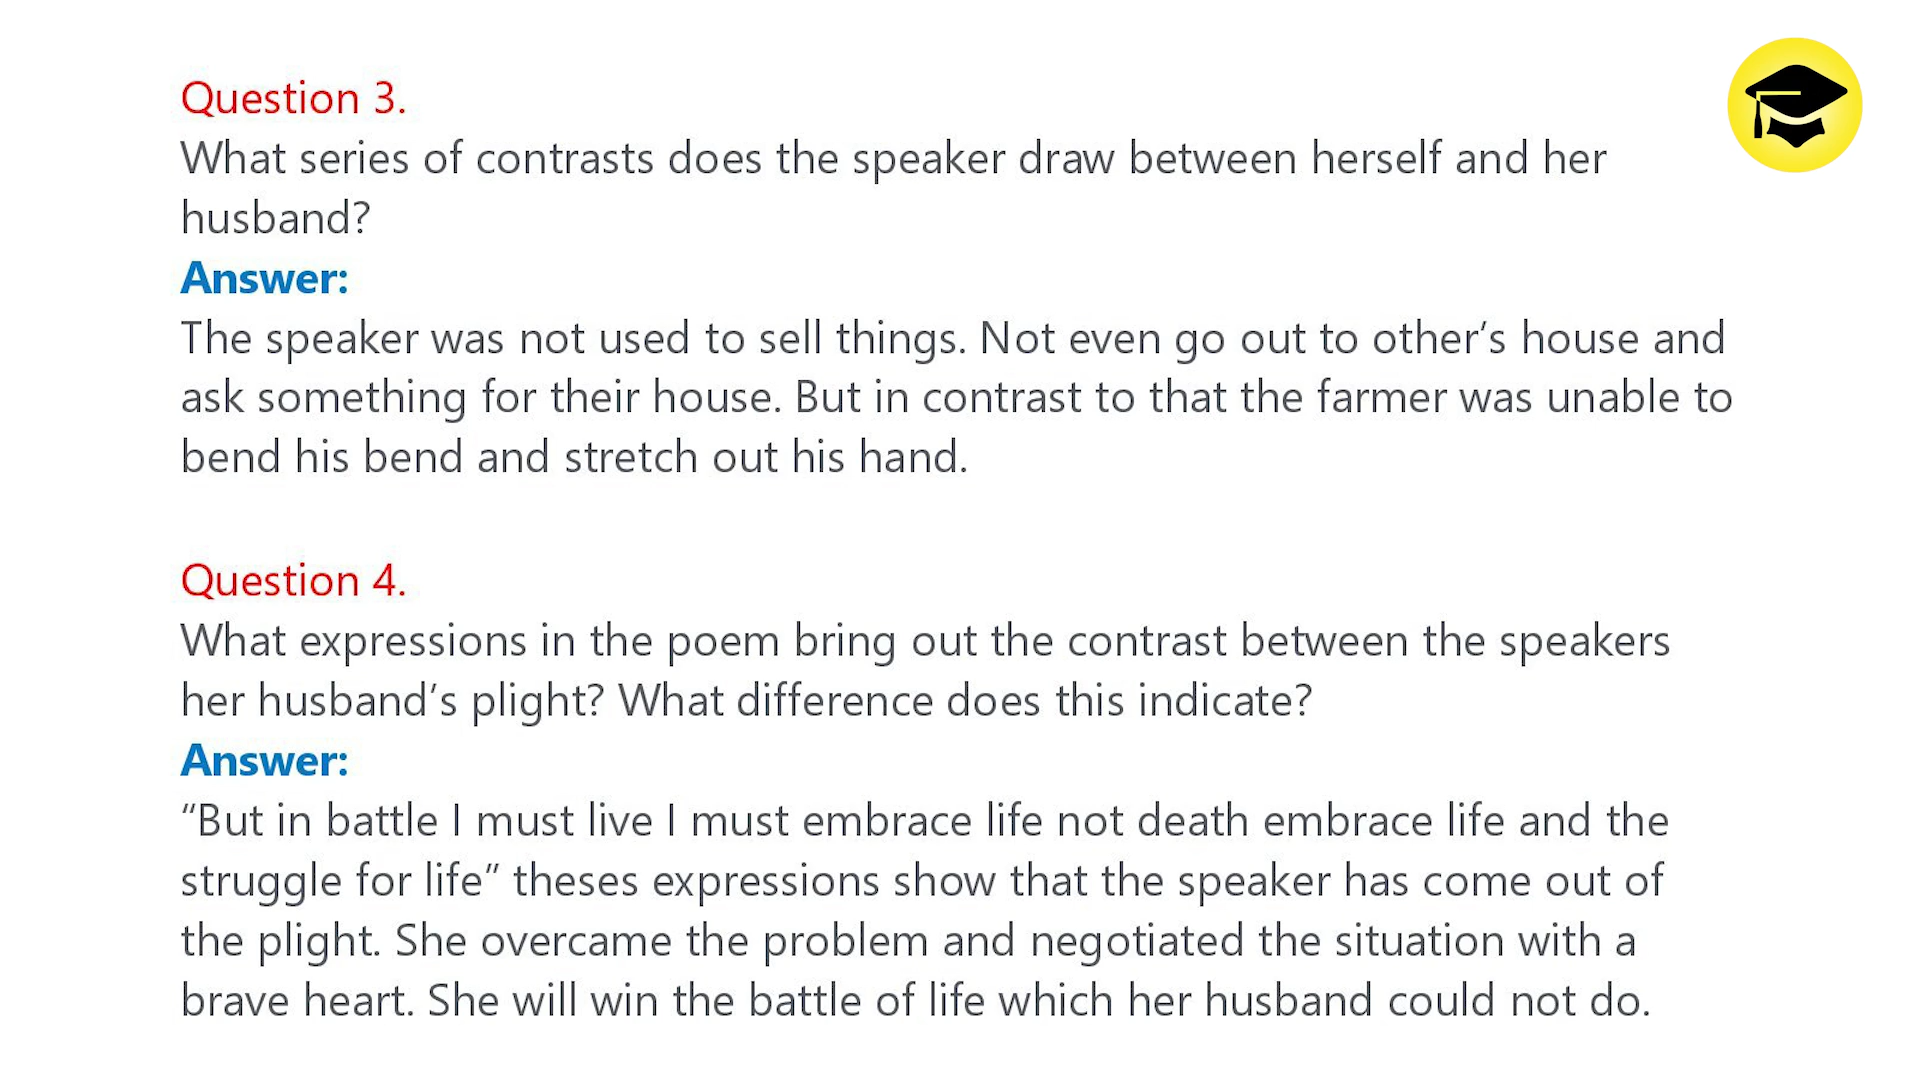 Question 3.
What series of contrasts does the speaker draw between herself and her
husband?
Answer:
The speaker was not used to sell things. Not even go out to other’s house and
ask something for their house. But in contrast to that the farmer was unable to
bend his bend and stretch out his hand.
Question 4.
What expressions in the poem bring out the contrast between the speakers
her husband’s plight? What difference does this indicate?
Answer:
“But in battle I must live I must embrace life not death embrace life and the
struggle for life” theses expressions show that the speaker has come out of
the plight. She overcame the problem and negotiated the situation with a
brave heart. She will win the battle of life which her husband could not do.